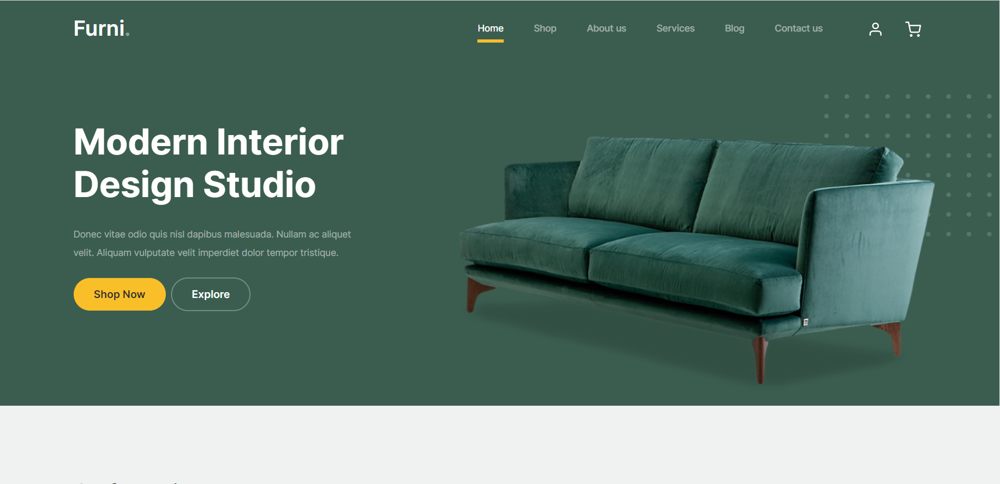 Furni.
Home Shop About us Services Blog Contact us
Modern Interior
Design Studio
Donec vitae odio quis nisl dapibus malesuada. Nullam ac aliquet
velit. Aliquam vulputate velit imperdiet dolor tempor tristique.
Shop Now Explore